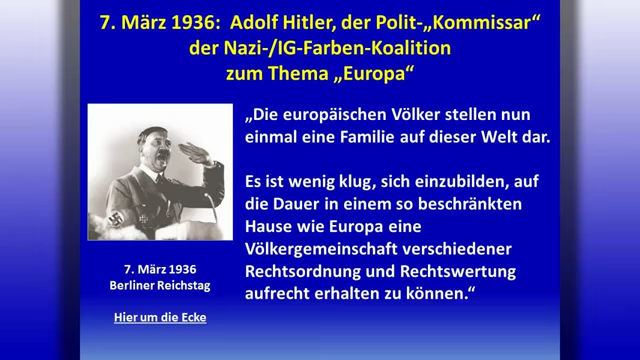 7. März 1936:  Adolf Hitler, der Polit-„Kommissar“
der Nazi-/IG-Farben-Koalition
zum Thema „Europa“
„Die europäischen Völker stellen nun
einmal eine Familie auf dieser Welt dar.
Es ist wenig klug, sich einzubilden, auf
die Dauer in einem so beschränkten
Hause wie Europa eine
Völkergemeinschaft verschiedener
Rechtsordnung und Rechtswertung
aufrecht erhalten zu können.“
7. März 1936
Berliner Reichstag
Hier um die Ecke